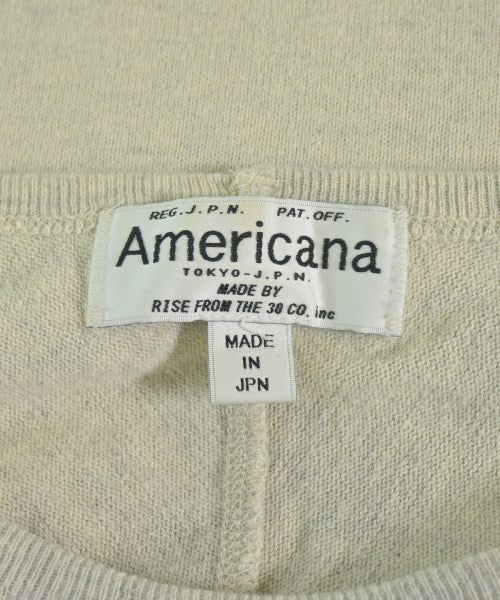 REG. J. P. N. PAT. OFF.
Americana
TOKYO-J.P.N.
MADE BY
RISE FROM THE 30 CO. inc
MADE
IN
JPN